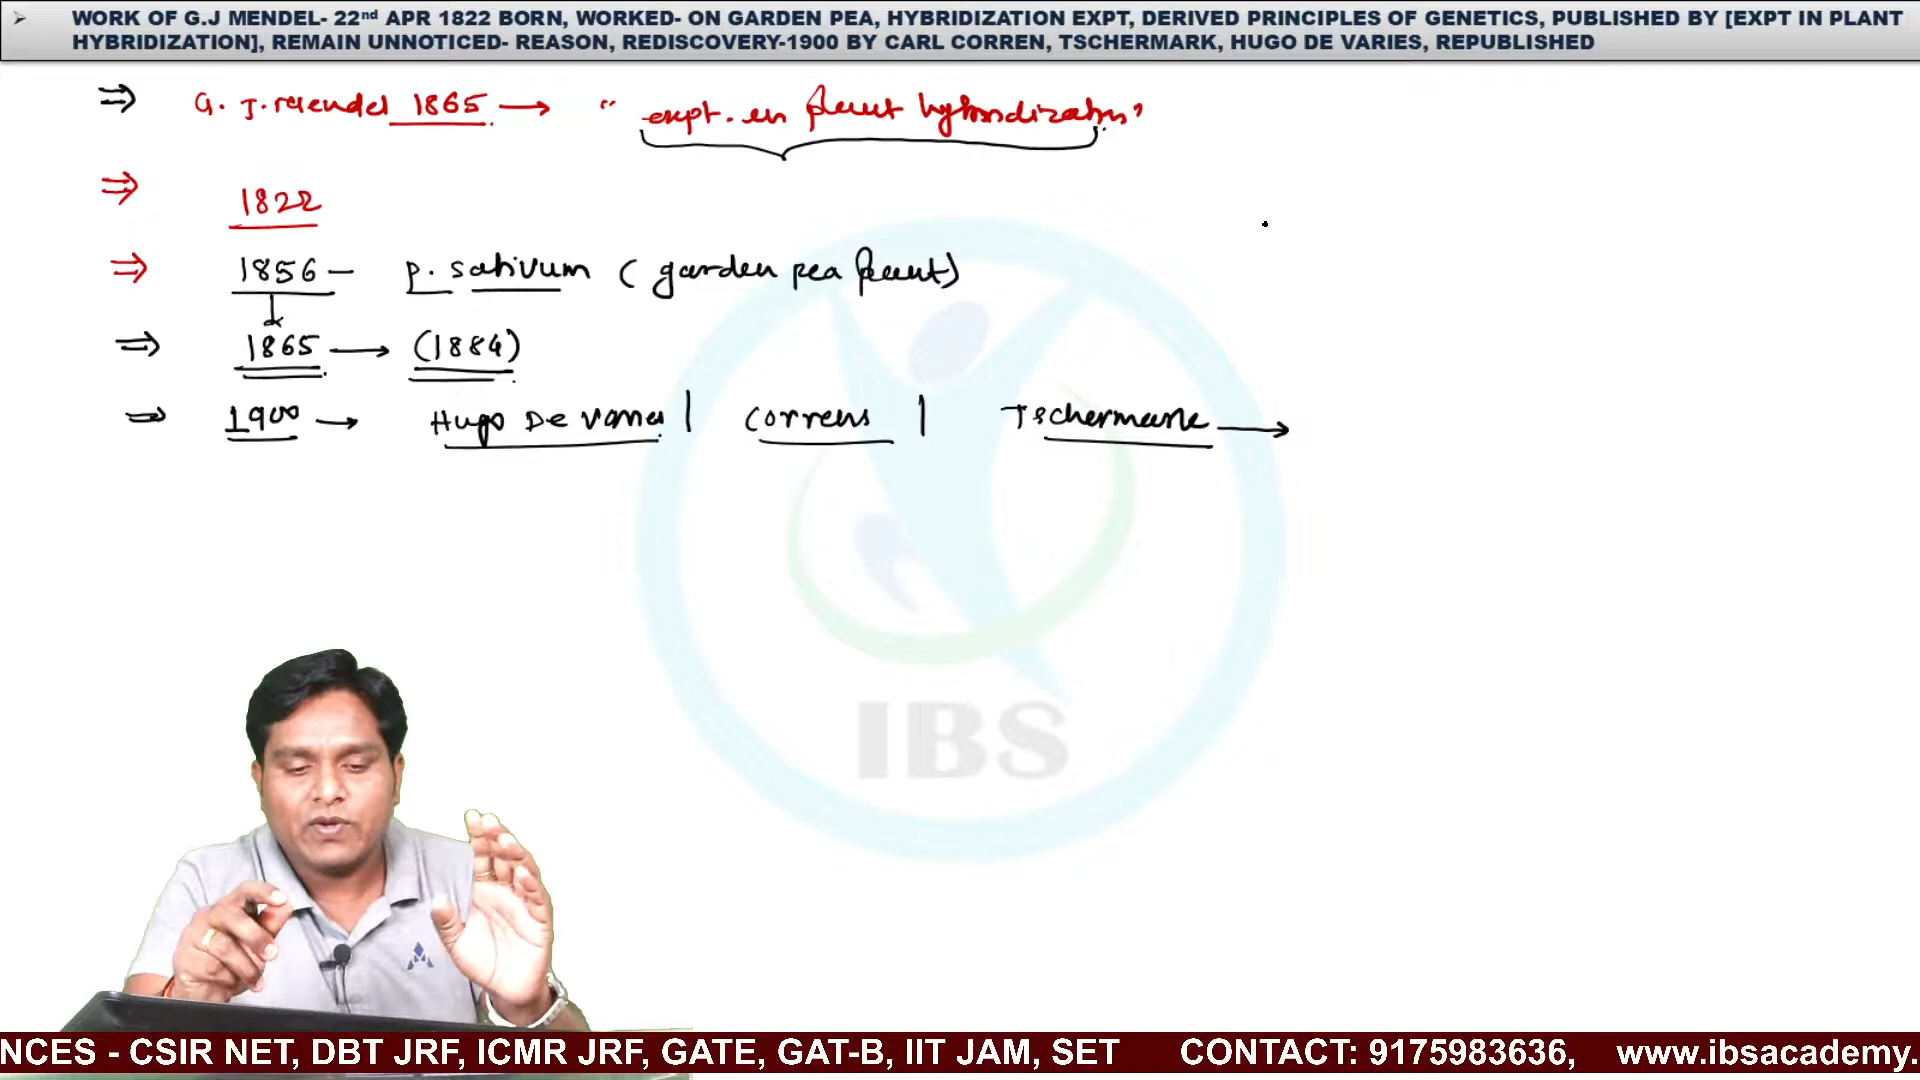 WORK OF G.J MENDEL- 22nd APR 1822 BORN, WORKED- ON GARDEN PEA, HYBRIDIZATION EXPT, DERIVED PRINCIPLES OF GENETICS, PUBLISHED BY [EXPT IN PLANT
HYBRIDIZATION], REMAIN UNNOTICED- REASON, REDISCOVERY-1900 BY CARL CORREN, TSCHERMARK, HUGO DE VARIES, REPUBLISHED
⇒ G. J. Mendel 1865 → "expt. in plant hybridization"
⇒ 1822
⇒ 1856 – P. sativum (garden pea plant)
⇒ 1865 → (1884)
⇒ 1900 → Hugo De Varies | Correns | Tschermark →
IBS
NCES - CSIR NET, DBT JRF, ICMR JRF, GATE, GAT-B, IIT JAM, SET CONTACT: 9175983636, www.ibsacademy.